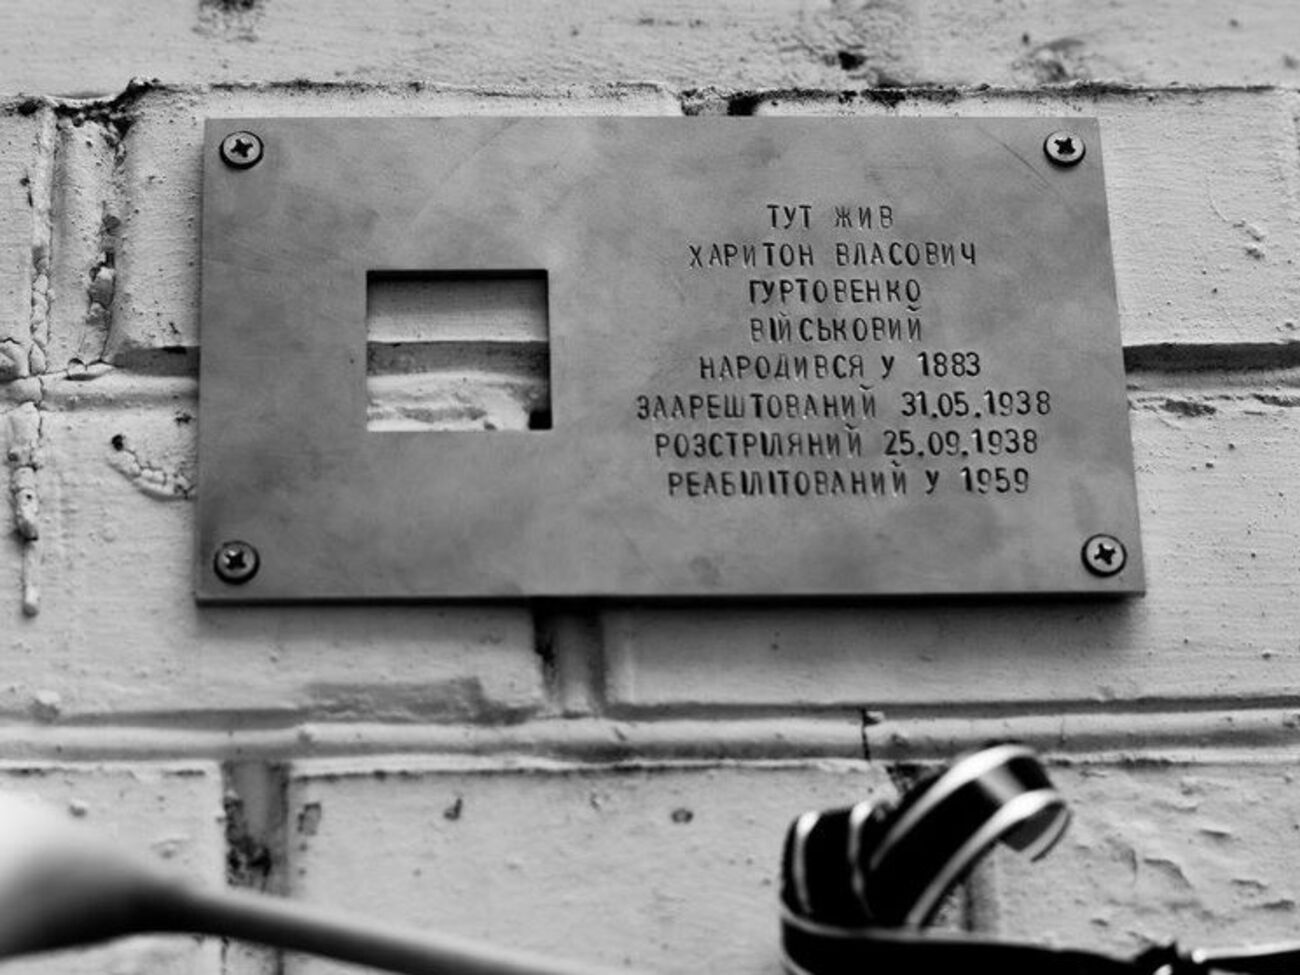 ТУТ ЖИВ
ХАРИТОН ВЛАСОВИЧ
ГУРТОВЕНКО
ВІЙСЬКОВИЙ
НАРОДИВСЯ У 1883
ЗААРЕШТОВАНИЙ 31.05.1938
РОЗСТРІЛЯНИЙ 25.09.1938
РЕАБІЛІТОВАНИЙ У 1959